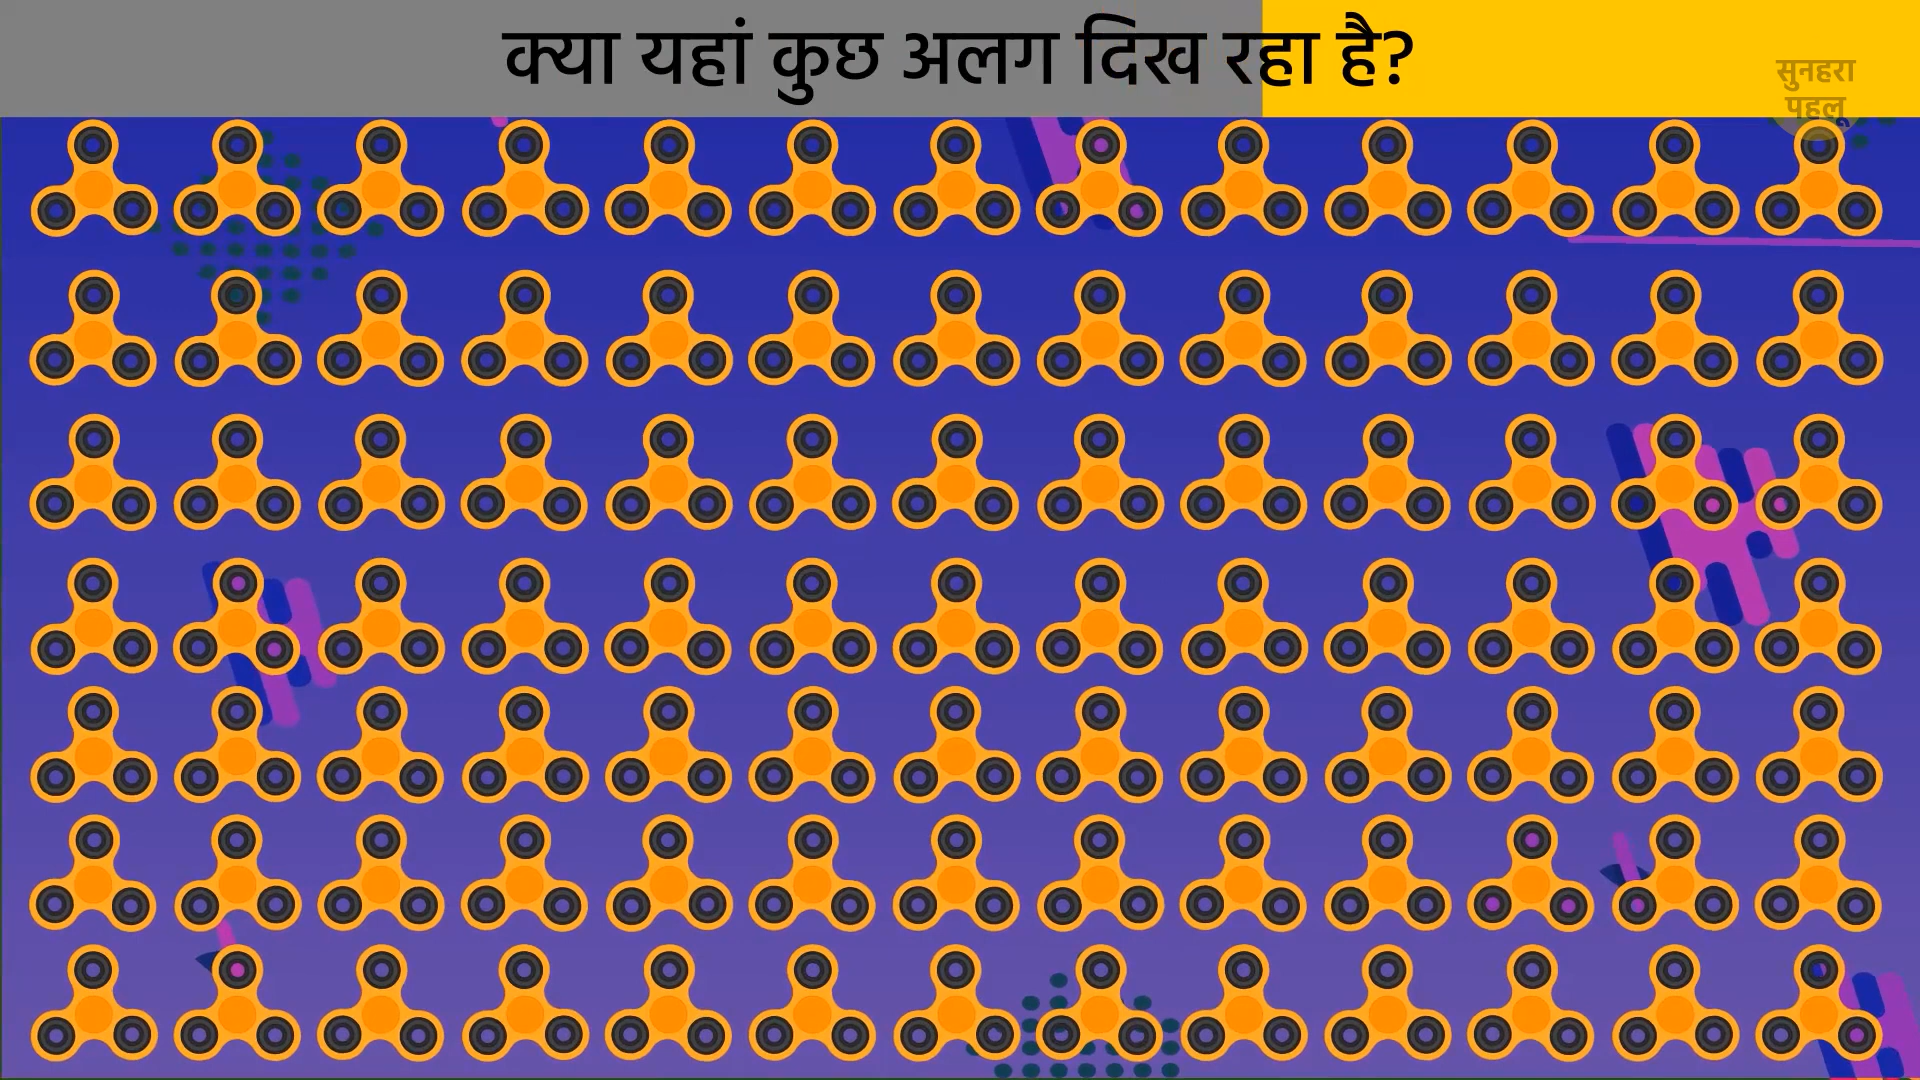 क्या यहां कुछ अलग दिख रहा है?
सुनहरा
पहलू